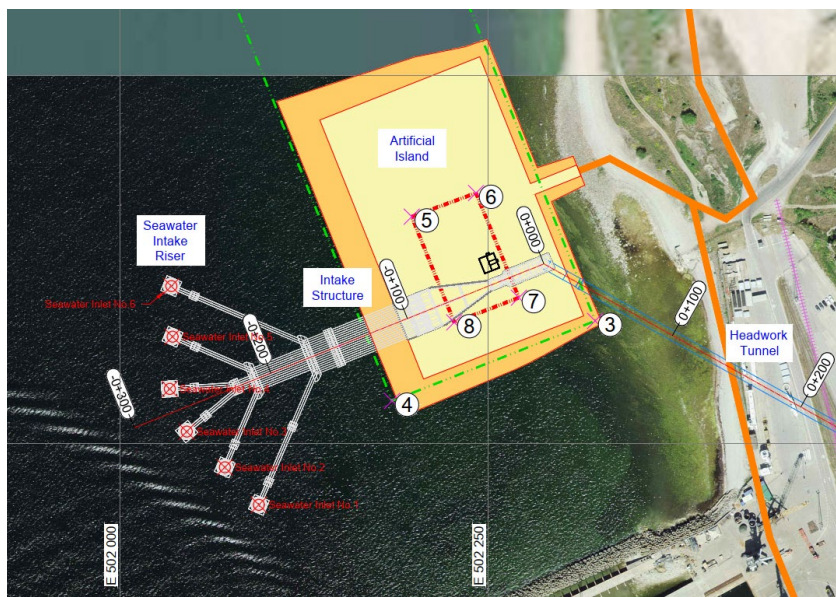 Artificial
Island
6
5
Seawater
Intake
Riser
0+000
Intake
Structure
-0+100
0+100
Seawater Inlet No.6
7
8
3
Headwork
Tunnel
Seawater Inlet No.5
-0+200
0+200
Seawater Inlet No.4
-0+300
4
Seawater Inlet No.3
Seawater Inlet No.2
Seawater Inlet No.1
E 502 000
E 502 250